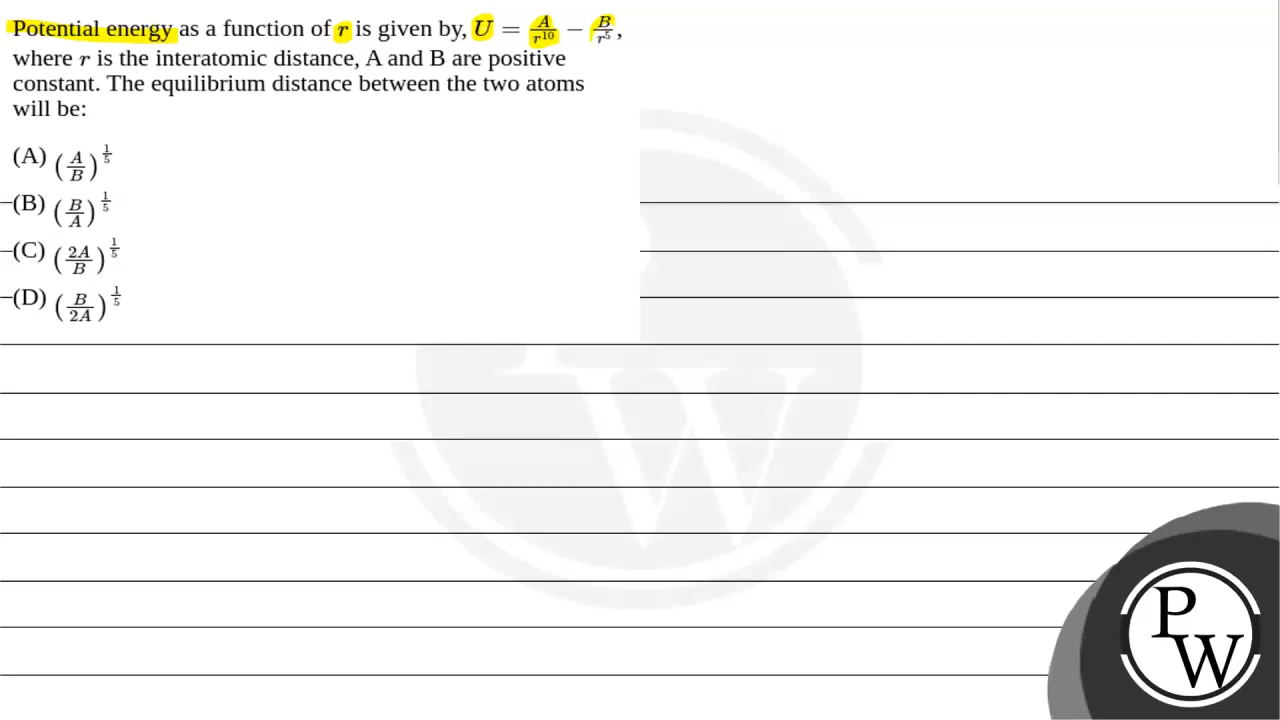 Potential energy as a function of r is given by, U = A/r^10 − B/r^5,
where r is the interatomic distance, A and B are positive
constant. The equilibrium distance between the two atoms
will be:
(A) (A/B)^(1/5)
(B) (B/A)^(1/5)
(C) (2A/B)^(1/5)
(D) (B/2A)^(1/5)
PW